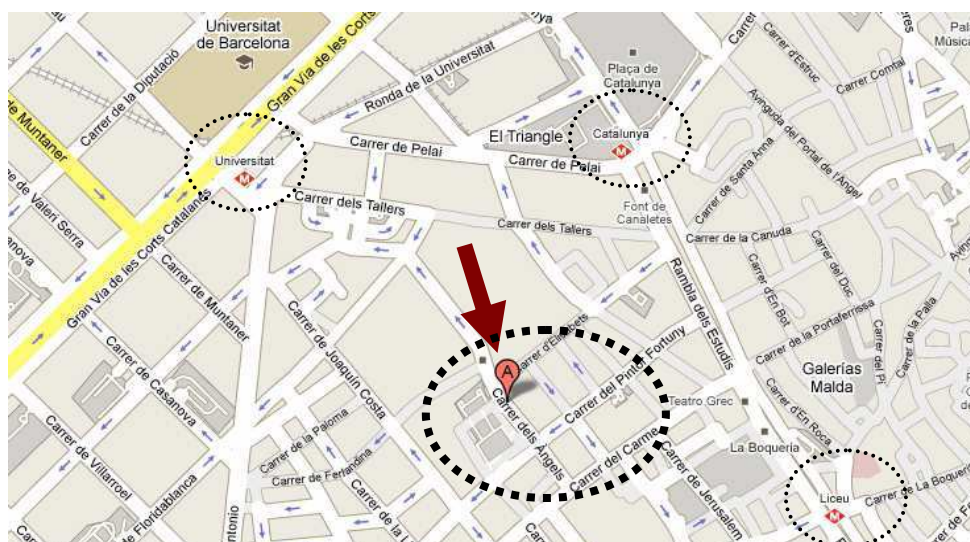 Universitat
de Barcelona
Carrer de la Diputació
Gran Via de les Corts
Ronda de la Universitat
Plaça de
Catalunya
Carrer d'Estruc
Carrer Comtal
de Muntaner
Universitat
M
Carrer de Pelai
El Triangle
Carrer de Pelai
Catalunya
M
Avinguda del Portal de l'Àngel
Carrer de Santa Anna
Font de
Canaletes
Carrer dels Tallers
Carrer dels Tallers
Carrer de la Canuda
Gran Via de les Corts Catalanes
Carrer de Muntaner
Rambla dels Estudis
Carrer d'En Bot
Carrer del Duc
Carrer de la Portaferrissa
Carrer de la Palla
Carrer del Pi
Carrer de Joaquín Costa
Carrer d'Elisabets
A
Carrer del Pintor Fortuny
Galerías
Malda
Carrer de Casanova
Teatro Grec
Carrer d'En Roca
Carrer dels Àngels
Carrer de la Paloma
Carrer del Carme
La Boqueria
Carrer de Ferlandina
Carrer de Jerusalem
Liceu
M
Carrer de La Boqueria
Carrer de Villarroel
de Floridablanca